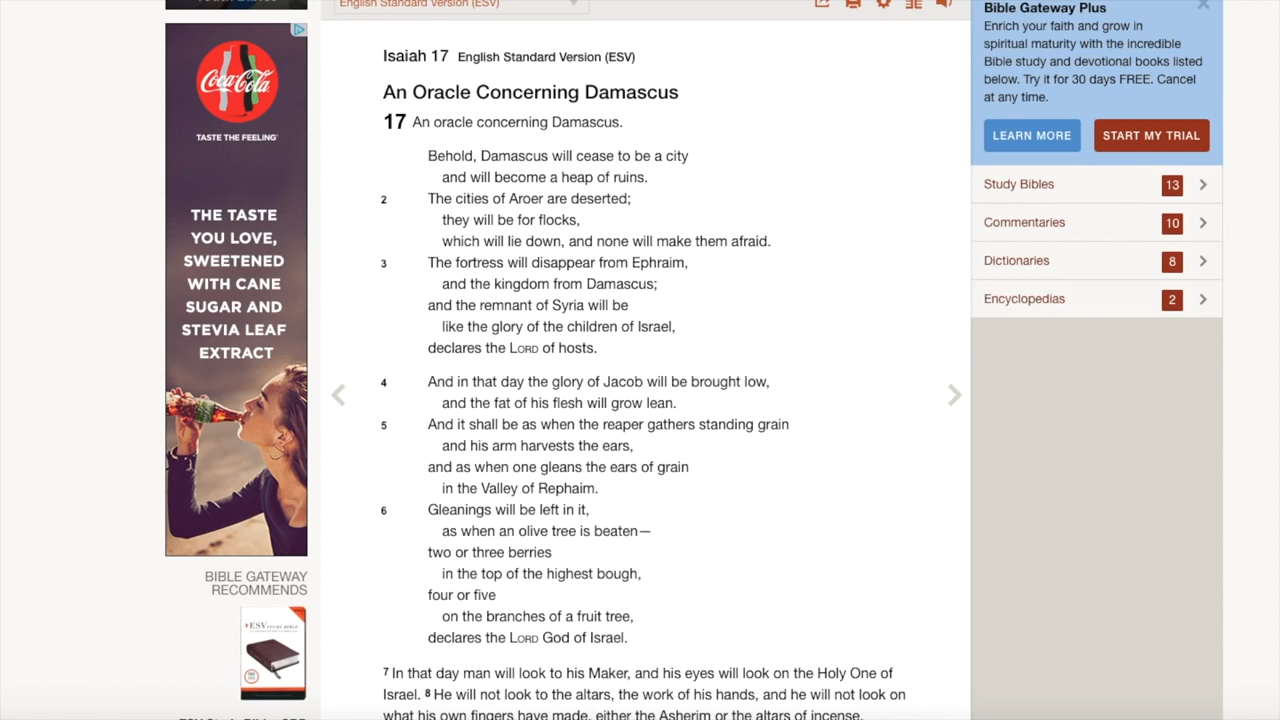 English Standard Version (ESV)
Coca-Cola
TASTE THE FEELING
THE TASTE
YOU LOVE,
SWEETENED
WITH CANE
SUGAR AND
STEVIA LEAF
EXTRACT
BIBLE GATEWAY
RECOMMENDS
ESV STUDY BIBLE
Isaiah 17 English Standard Version (ESV)
An Oracle Concerning Damascus
17 An oracle concerning Damascus.
Behold, Damascus will cease to be a city
and will become a heap of ruins.
2 The cities of Aroer are deserted;
they will be for flocks,
which will lie down, and none will make them afraid.
3 The fortress will disappear from Ephraim,
and the kingdom from Damascus;
and the remnant of Syria will be
like the glory of the children of Israel,
declares the LORD of hosts.
4 And in that day the glory of Jacob will be brought low,
and the fat of his flesh will grow lean.
5 And it shall be as when the reaper gathers standing grain
and his arm harvests the ears,
and as when one gleans the ears of grain
in the Valley of Rephaim.
6 Gleanings will be left in it,
as when an olive tree is beaten—
two or three berries
in the top of the highest bough,
four or five
on the branches of a fruit tree,
declares the LORD God of Israel.
7 In that day man will look to his Maker, and his eyes will look on the Holy One of
Israel. 8 He will not look to the altars, the work of his hands, and he will not look on
what his own fingers have made, either the Asherim or the altars of incense.
Bible Gateway Plus
Enrich your faith and grow in
spiritual maturity with the incredible
Bible study and devotional books listed
below. Try it for 30 days FREE. Cancel
at any time.
LEARN MORE START MY TRIAL
Study Bibles 13
Commentaries 10
Dictionaries 8
Encyclopedias 2